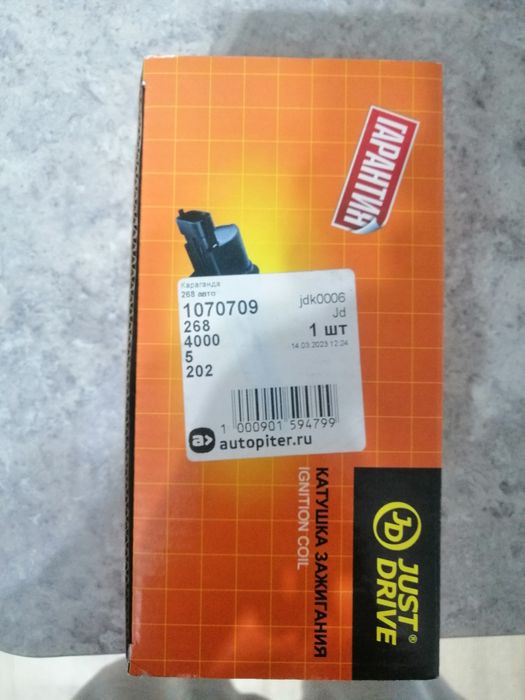 ГАРАНТИЯ
Караганда
268 авто
1070709
268
4000
5
202
jdk0006
Jd
1 шт
14.03.2023 12:24
1 000901 594799
a>
autopiter.ru
КАТУШКА ЗАЖИГАНИЯ
IGNITION COIL
JD
JUST
DRIVE®